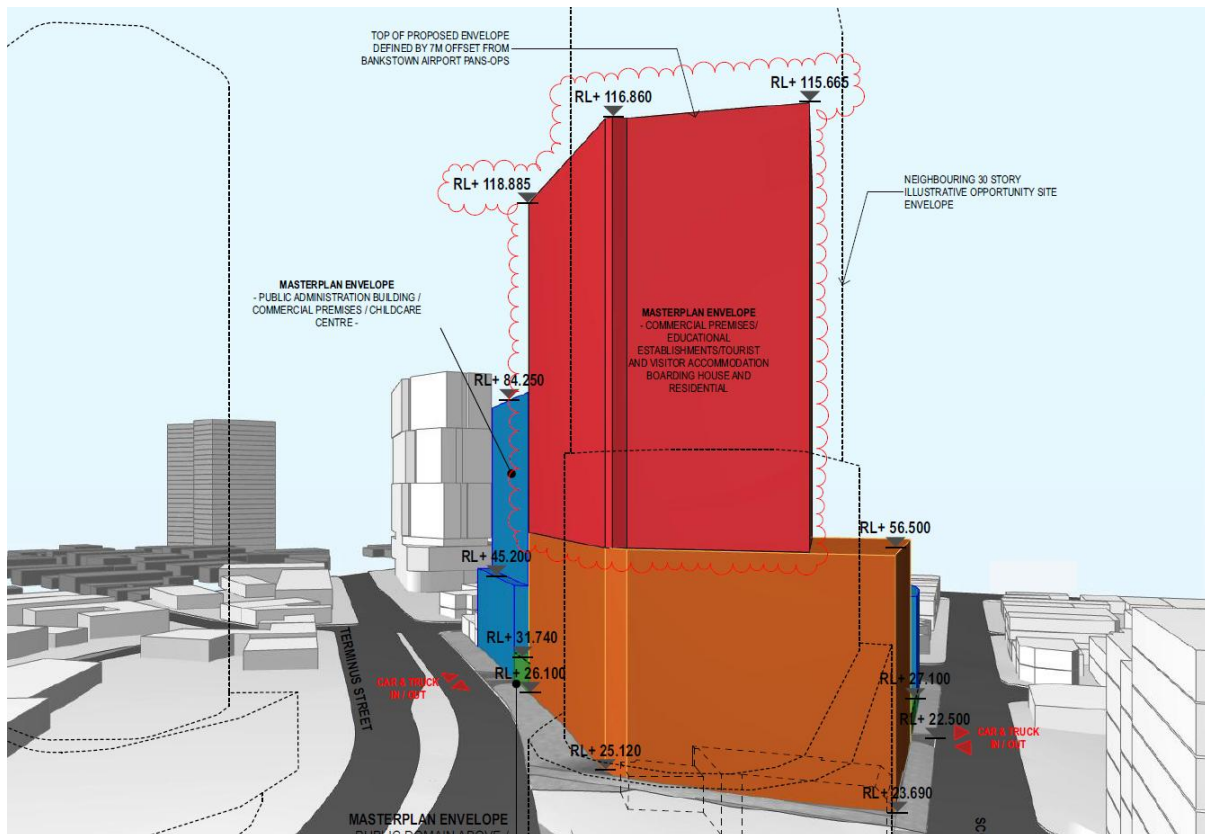 TOP OF PROPOSED ENVELOPE
DEFINED BY 7M OFFSET FROM
BANKSTOWN AIRPORT PANS-OPS
RL+ 116.860
RL+ 115.665
RL+ 118.885
NEIGHBOURING 30 STORY
ILLUSTRATIVE OPPORTUNITY SITE
ENVELOPE
MASTERPLAN ENVELOPE
- PUBLIC ADMINISTRATION BUILDING /
COMMERCIAL PREMISES / CHILDCARE
CENTRE -
MASTERPLAN ENVELOPE
- COMMERCIAL PREMISES/
EDUCATIONAL
ESTABLISHMENTS/TOURIST
AND VISITOR ACCOMMODATION
BOARDING HOUSE AND
RESIDENTIAL
RL+ 84.250
RL+ 56.500
RL+ 45.200
RL+ 31.740
RL+ 26.100
TERMINUS STREET
CAR & TRUCK
IN / OUT
RL+ 27.100
RL+ 22.500
CAR & TRUCK
IN / OUT
RL+ 25.120
RL+ 23.690
MASTERPLAN ENVELOPE
- PUBLIC DOMAIN ABOVE /
SC